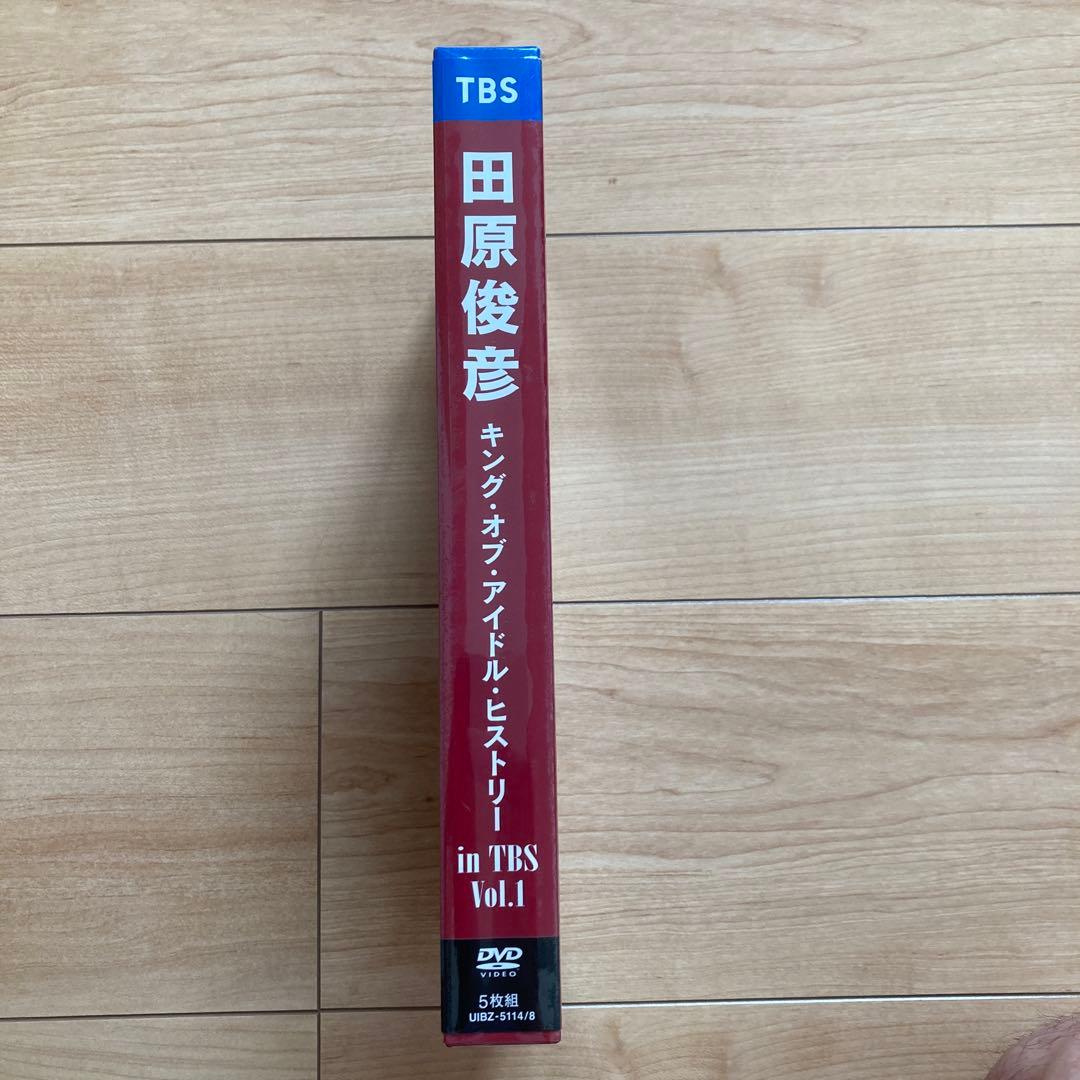 TBS
田原俊彦
キング・オブ・アイドル・ヒストリー
in TBS
Vol.1
DVD
VIDEO
5枚組
UIBZ-5114/8